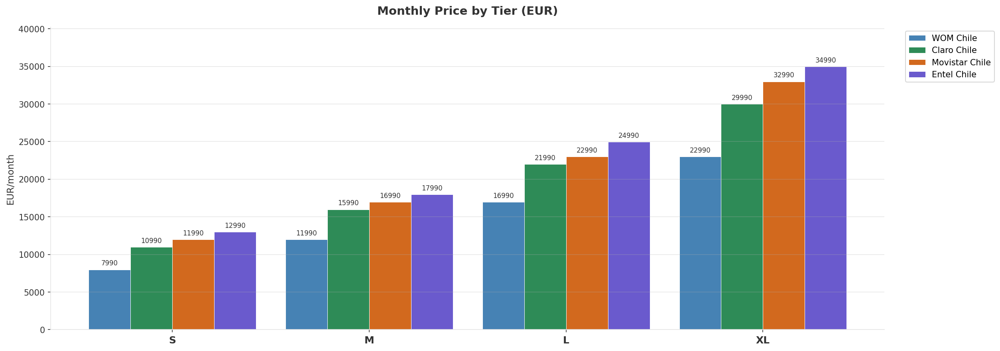 Monthly Price by Tier (EUR)
EUR/month
40000
35000
30000
25000
20000
15000
10000
5000
0
7990
10990
11990
12990
11990
15990
16990
17990
16990
21990
22990
24990
22990
29990
32990
34990
S
M
L
XL
WOM Chile
Claro Chile
Movistar Chile
Entel Chile